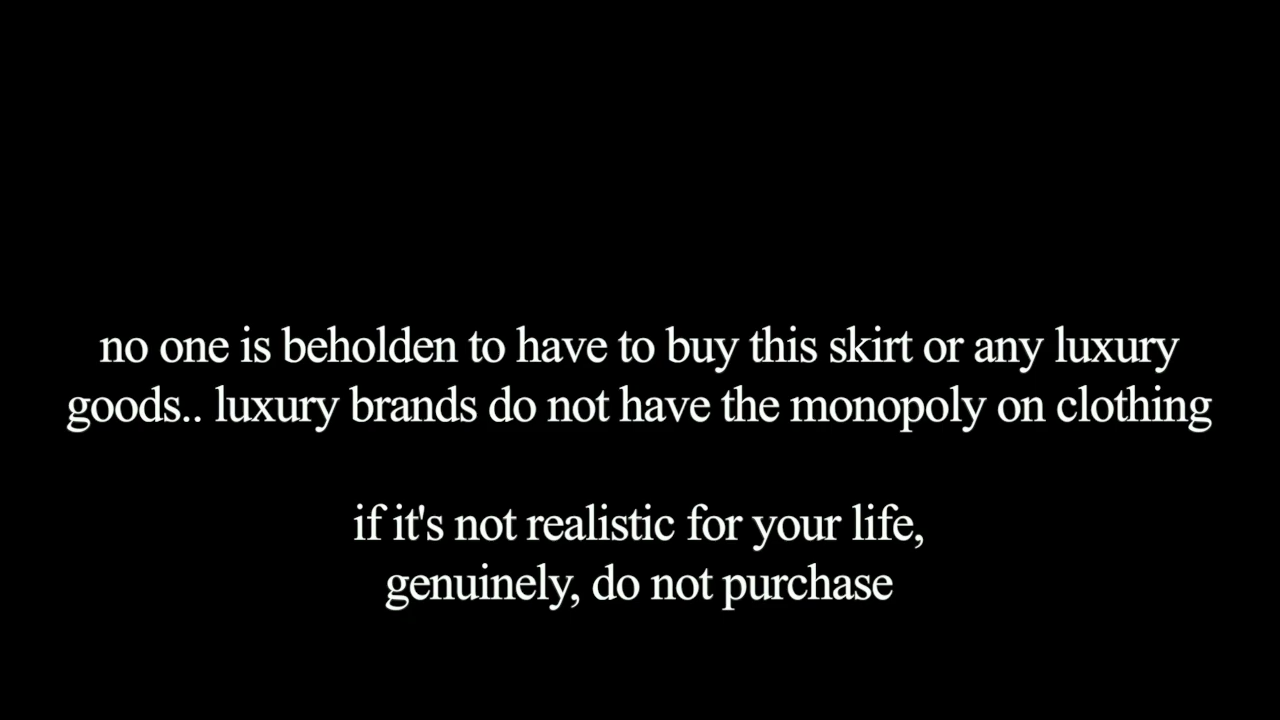 no one is beholden to have to buy this skirt or any luxury
goods.. luxury brands do not have the monopoly on clothing
if it's not realistic for your life,
genuinely, do not purchase